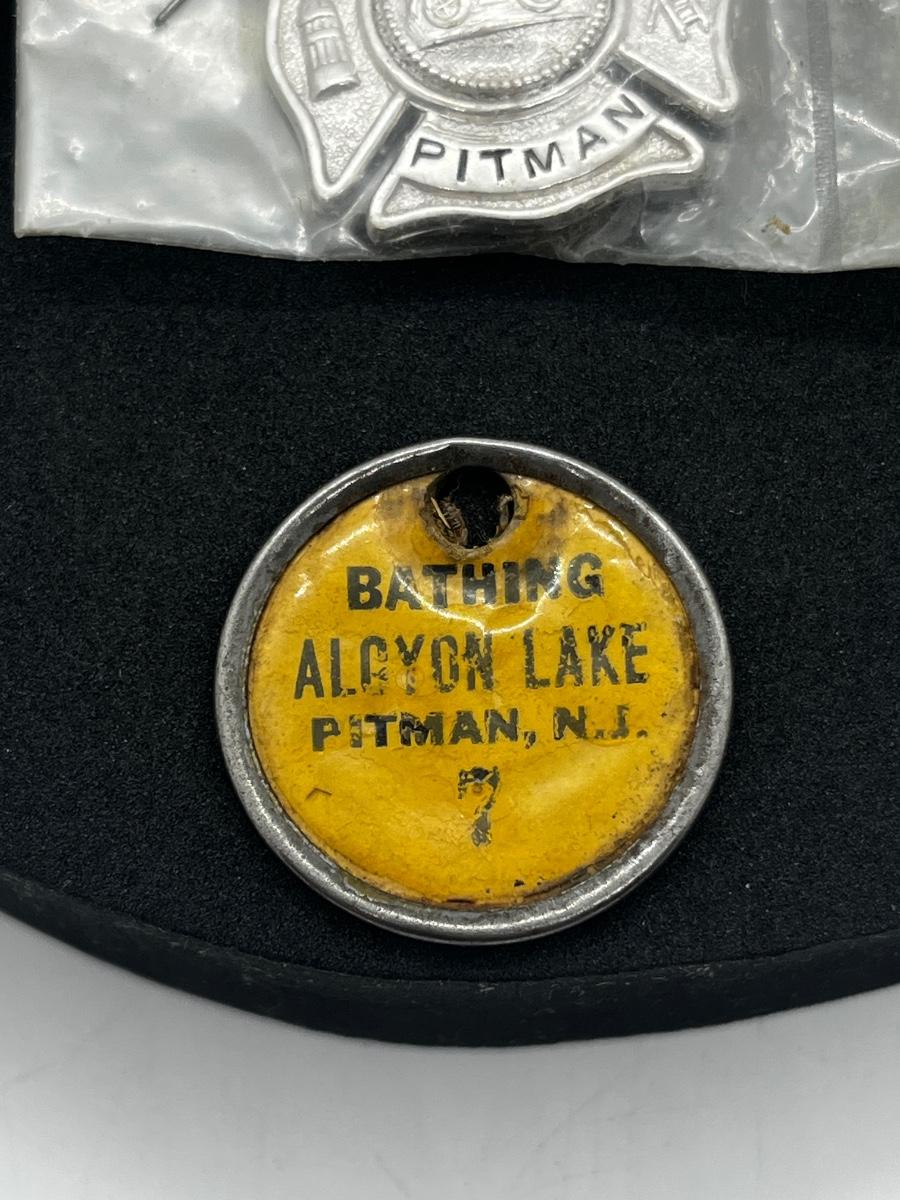 PITMAN
BATHING
ALCYON LAKE
PITMAN, N.J.
7